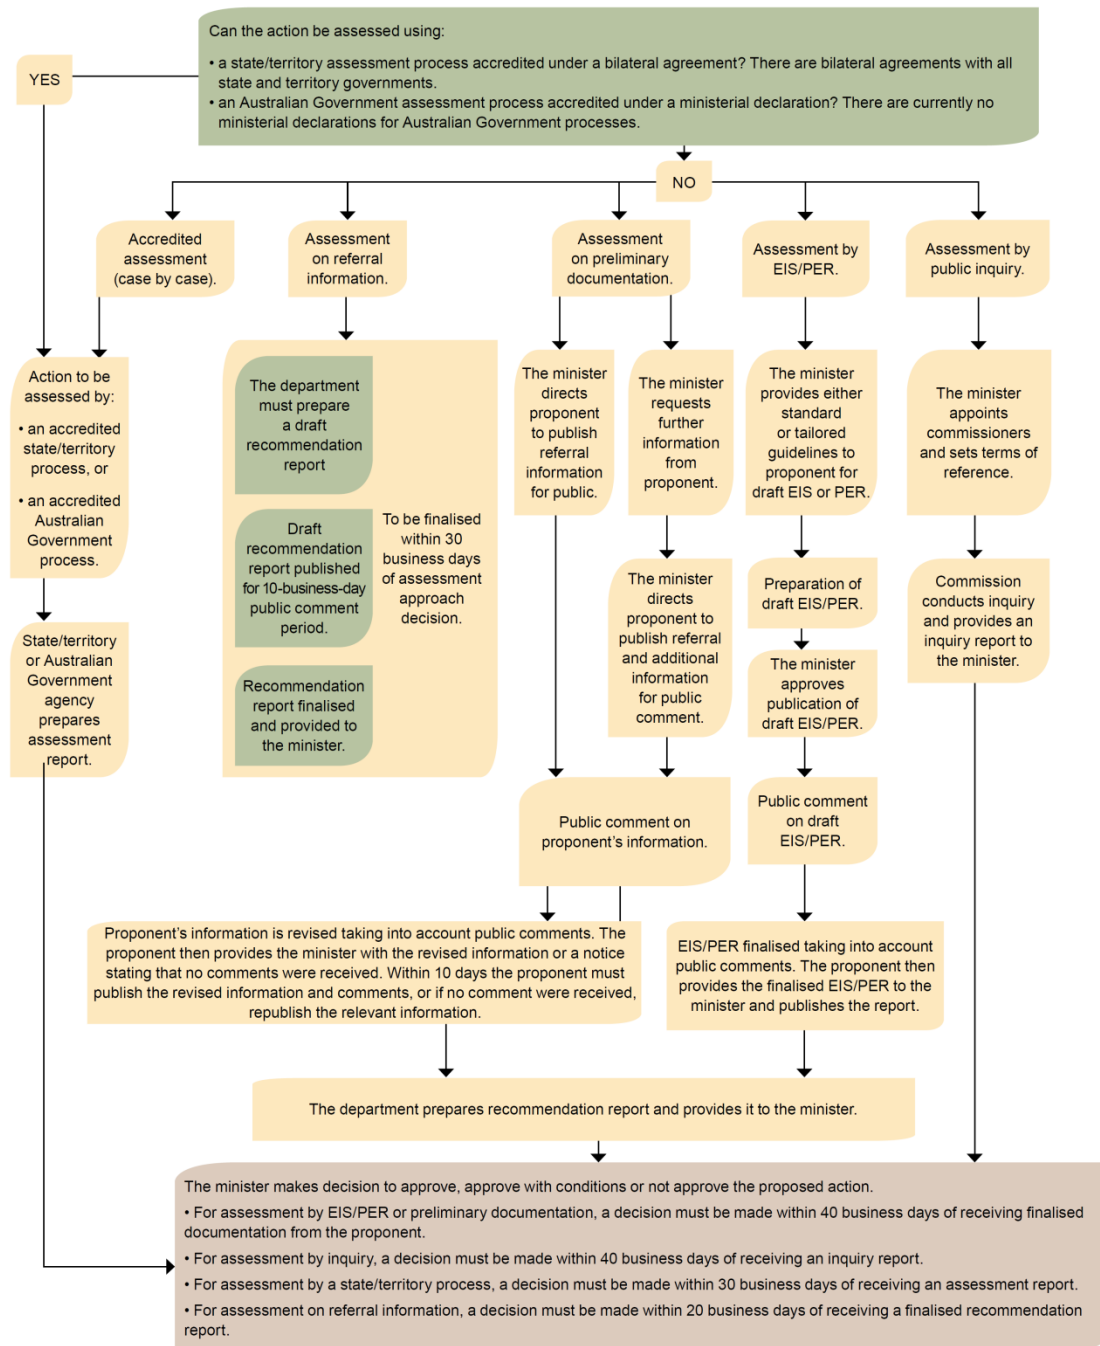 Can the action be assessed using:
• a state/territory assessment process accredited under a bilateral agreement? There are bilateral agreements with all
state and territory governments.
• an Australian Government assessment process accredited under a ministerial declaration? There are currently no
ministerial declarations for Australian Government processes.
YES
NO
Accredited
assessment
(case by case).
Assessment
on referral
information.
Assessment
on preliminary
documentation.
Assessment by
EIS/PER.
Assessment by
public inquiry.
Action to be
assessed by:
• an accredited
state/territory
process, or
• an accredited
Australian
Government
process.
State/territory
or Australian
Government
agency
prepares
assessment
report.
The department
must prepare
a draft
recommendation
report
Draft
recommendation
report published
for 10-business-day
public comment
period.
Recommendation
report finalised
and provided to
the minister.
To be finalised
within 30
business days
of assessment
approach
decision.
The minister
directs
proponent
to publish
referral
information
for public.
The minister
requests
further
information
from
proponent.
The minister
directs
proponent to
publish referral
and additional
information
for public
comment.
Public comment on
proponent’s information.
The minister
provides either
standard
or tailored
guidelines to
proponent for
draft EIS or PER.
Preparation of
draft EIS/PER.
The minister
approves
publication of
draft EIS/PER.
Public comment
on draft
EIS/PER.
The minister
appoints
commissioners
and sets terms of
reference.
Commission
conducts inquiry
and provides an
inquiry report to
the minister.
Proponent’s information is revised taking into account public comments. The
proponent then provides the minister with the revised information or a notice
stating that no comments were received. Within 10 days the proponent must
publish the revised information and comments, or if no comment were received,
republish the relevant information.
EIS/PER finalised taking into account
public comments. The proponent then
provides the finalised EIS/PER to the
minister and publishes the report.
The department prepares recommendation report and provides it to the minister.
The minister makes decision to approve, approve with conditions or not approve the proposed action.
• For assessment by EIS/PER or preliminary documentation, a decision must be made within 40 business days of receiving finalised
documentation from the proponent.
• For assessment by inquiry, a decision must be made within 40 business days of receiving an inquiry report.
• For assessment by a state/territory process, a decision must be made within 30 business days of receiving an assessment report.
• For assessment on referral information, a decision must be made within 20 business days of receiving a finalised recommendation
report.